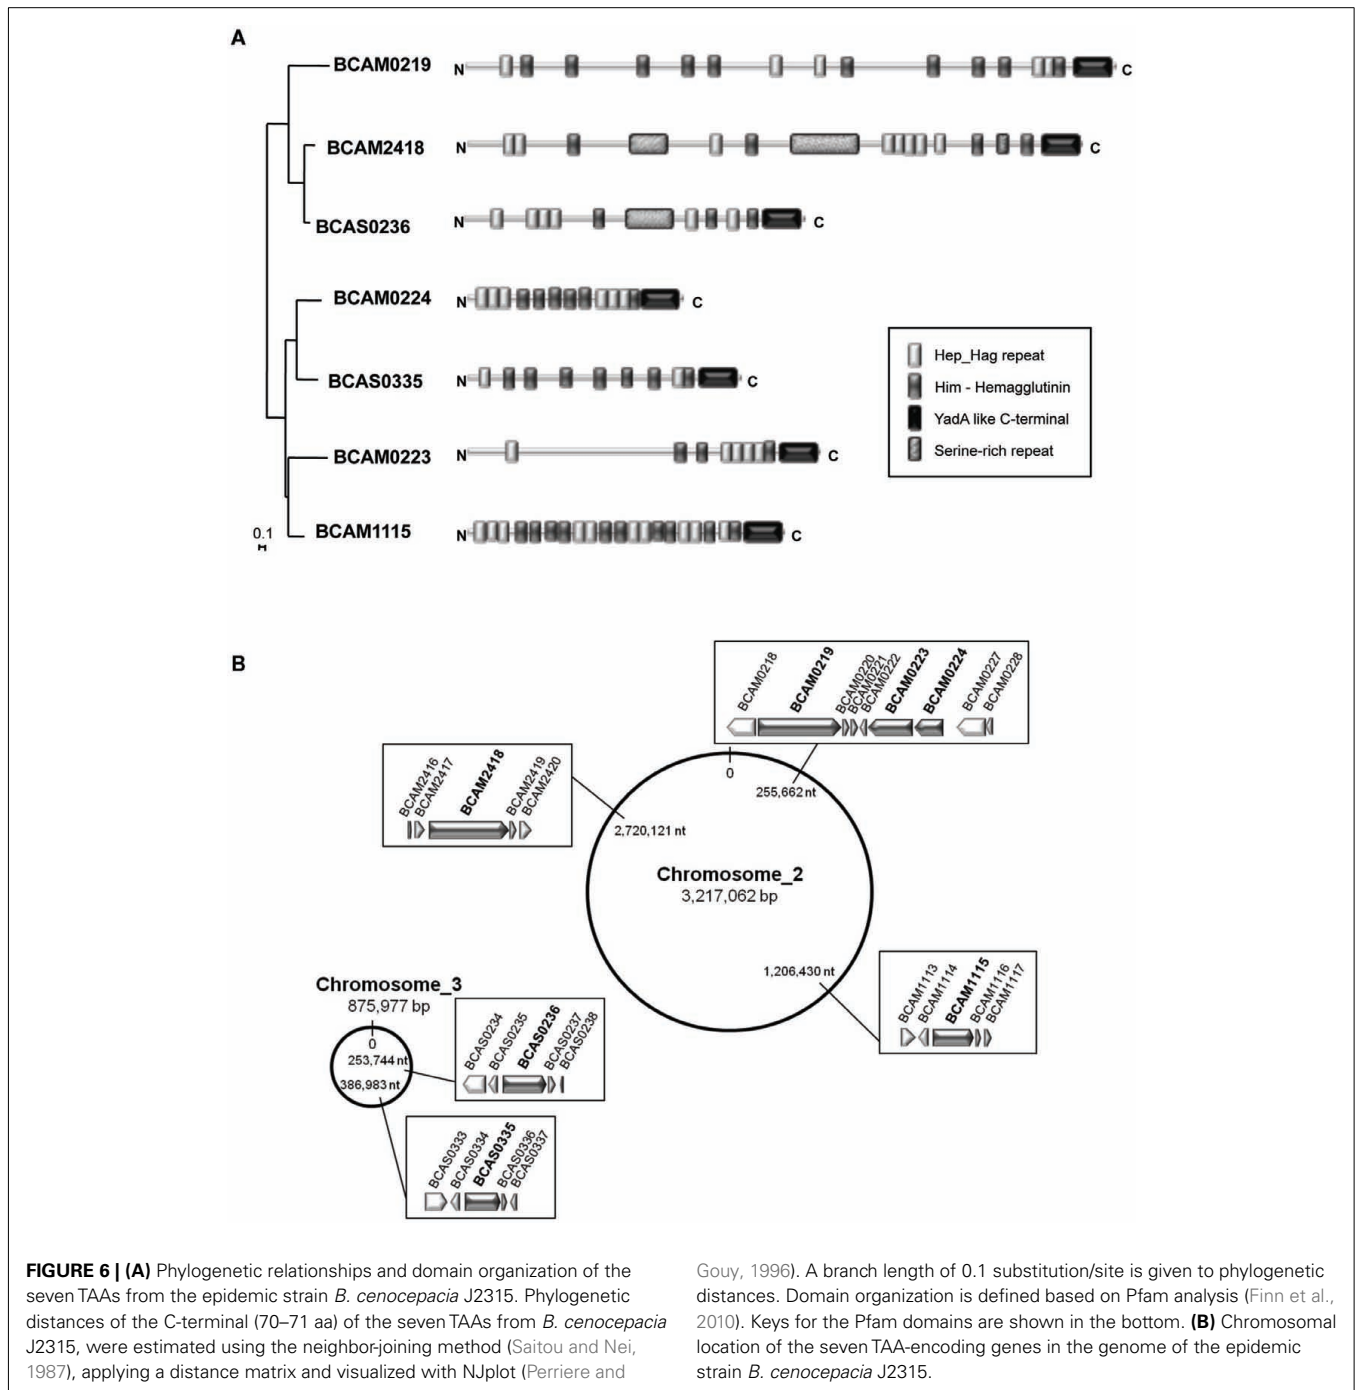 A
BCAM0219
N
C
BCAM2418
N
C
BCAS0236
N
C
BCAM0224
N
C
BCAS0335
N
C
BCAM0223
N
C
BCAM1115
N
C
0.1
Hep_Hag repeat
Him - Hemagglutinin
YadA like C-terminal
Serine-rich repeat
B
BCAM0218
BCAM0219
BCAM0220
BCAM0221
BCAM0222
BCAM0223
BCAM0224
BCAM0227
BCAM0228
BCAM2416
BCAM2417
BCAM2418
BCAM2419
BCAM2420
0
255,662 nt
2,720,121 nt
Chromosome_2
3,217,062 bp
1,206,430 nt
BCAM1113
BCAM1114
BCAM1115
BCAM1116
BCAM1117
Chromosome_3
875,977 bp
0
253,744 nt
386,983 nt
BCAS0234
BCAS0235
BCAS0236
BCAS0237
BCAS0238
BCAS0333
BCAS0334
BCAS0335
BCAS0336
BCAS0337
FIGURE 6 | (A) Phylogenetic relationships and domain organization of the
seven TAAs from the epidemic strain B. cenocepacia J2315. Phylogenetic
distances of the C-terminal (70–71 aa) of the seven TAAs from B. cenocepacia
J2315, were estimated using the neighbor-joining method (Saitou and Nei,
1987), applying a distance matrix and visualized with NJplot (Perriere and
Gouy, 1996). A branch length of 0.1 substitution/site is given to phylogenetic
distances. Domain organization is defined based on Pfam analysis (Finn et al.,
2010). Keys for the Pfam domains are shown in the bottom. (B) Chromosomal
location of the seven TAA-encoding genes in the genome of the epidemic
strain B. cenocepacia J2315.